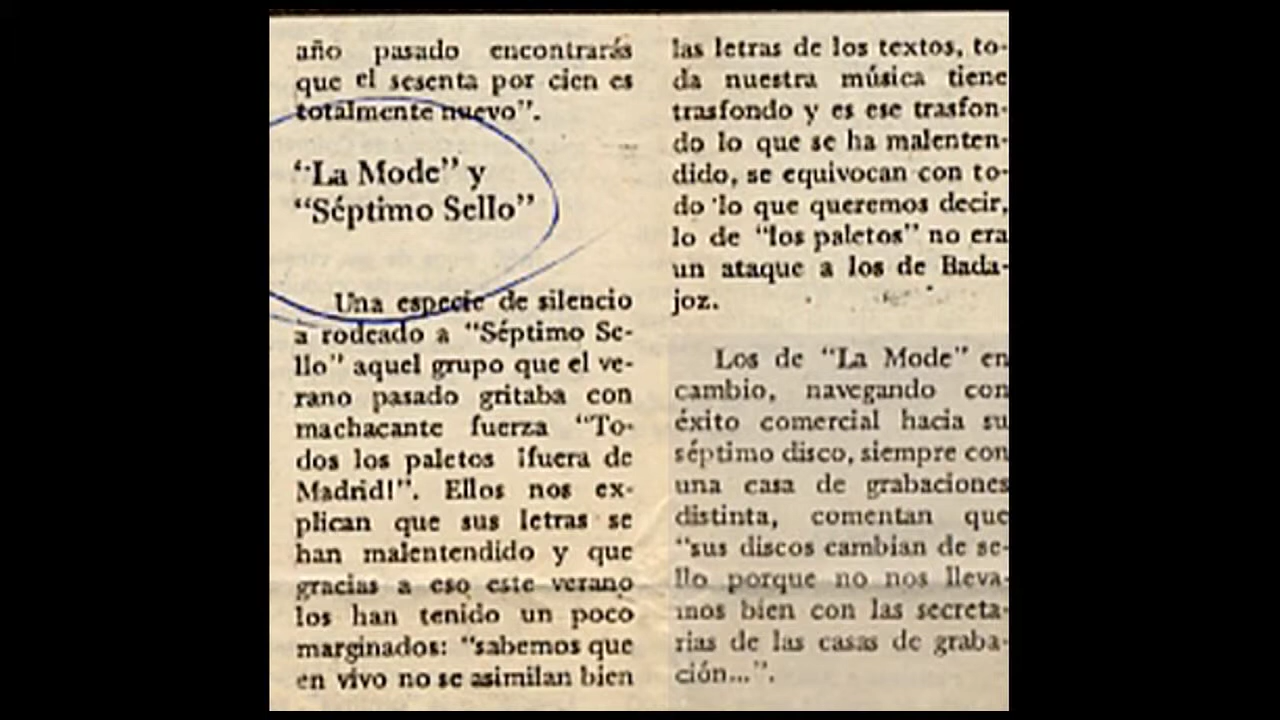 año pasado encontrarás
que el sesenta por cien es
totalmente nuevo".
"La Mode" y
"Séptimo Sello"
Una especie de silencio
a rodeado a "Séptimo Se-
llo" aquel grupo que el ve-
rano pasado gritaba con
machacante fuerza "To-
dos los paletos ¡fuera de
Madrid!". Ellos nos ex-
plican que sus letras se
han malentendido y que
gracias a eso este verano
los han tenido un poco
marginados: "sabemos que
en vivo no se asimilan bien
las letras de los textos, to-
da nuestra música tiene
trasfondo y es ese trasfon-
do lo que se ha malenten-
dido, se equivocan con to-
do lo que queremos decir,
lo de "los paletos" no era
un ataque a los de Bada-
joz.
Los de "La Mode" en
cambio, navegando con
éxito comercial hacia su
séptimo disco, siempre con
una casa de grabaciones
distinta, comentan que
"sus discos cambian de se-
llo porque no nos lleva-
mos bien con las secreta-
rias de las casas de graba-
ción...".